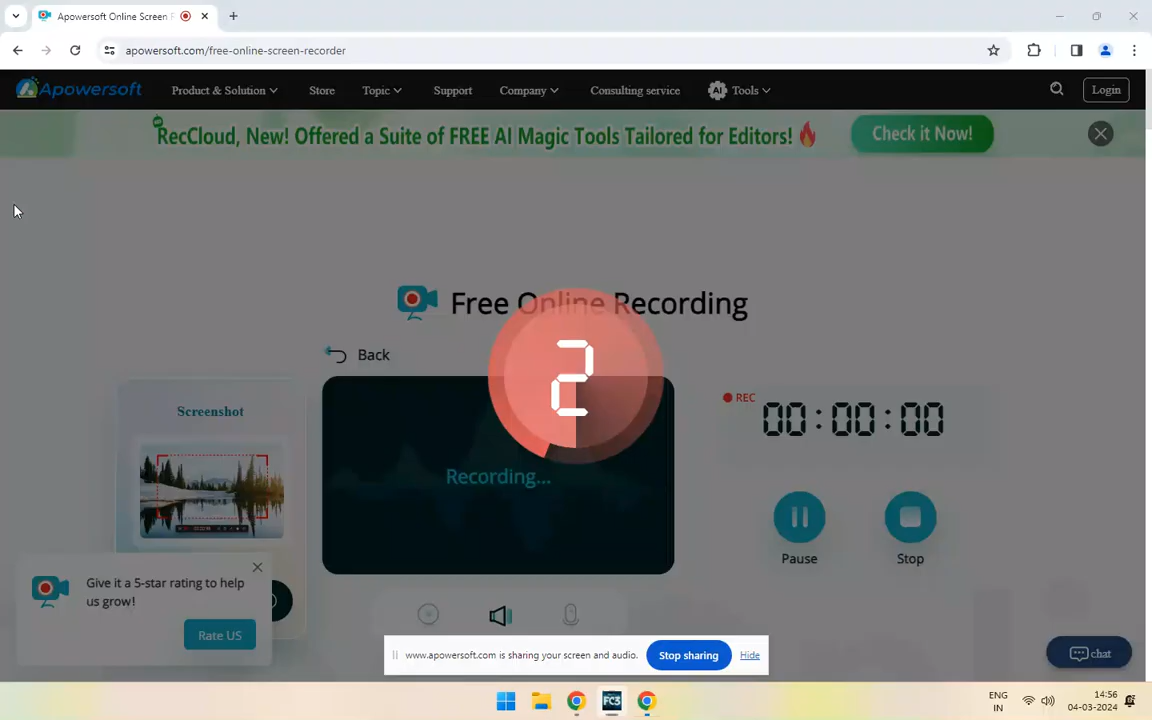 Apowersoft Online Screen R
apowersoft.com/free-online-screen-recorder
Apowersoft
Product & Solution
Store
Topic
Support
Company
Consulting service
AI
Tools
Login
RecCloud, New! Offered a Suite of FREE AI Magic Tools Tailored for Editors!
Check it Now!
Free Online Recording
Back
2
Screenshot
REC
00:00:00
Recording...
Pause
Stop
Give it a 5-star rating to help
us grow!
Rate US
www.apowersoft.com is sharing your screen and audio.
Stop sharing
Hide
chat
FC3
ENG
IN
14:56
04-03-2024